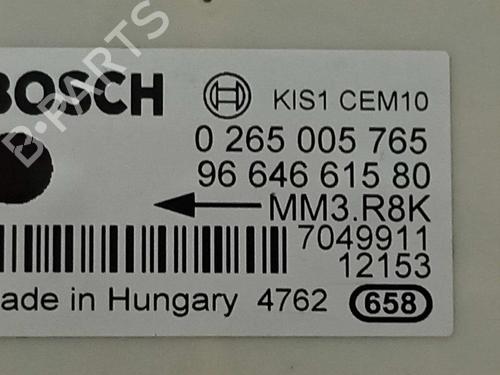 BOSCH KIS1 CEM10
0 265 005 765
96 646 615 80
MM3.R8K
7049911
12153
Made in Hungary 4762 658
B-PARTS